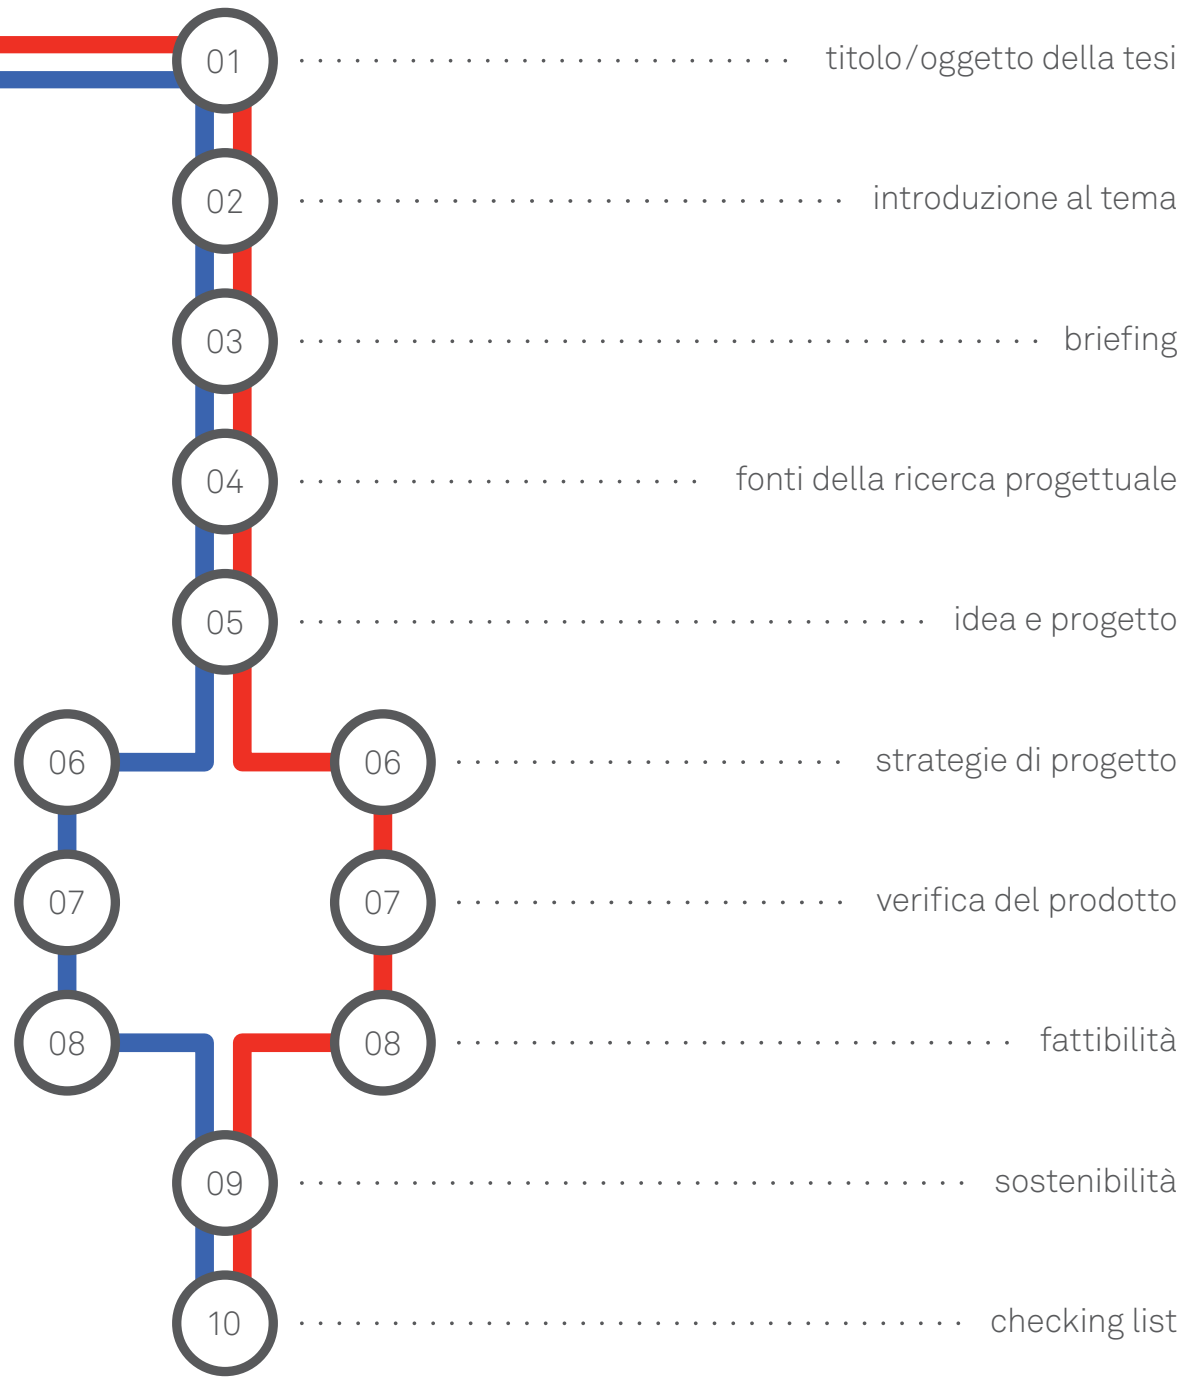 01 titolo/oggetto della tesi
02 introduzione al tema
03 briefing
04 fonti della ricerca progettuale
05 idea e progetto
06 06 strategie di progetto
07 07 verifica del prodotto
08 08 fattibilità
09 sostenibilità
10 checking list